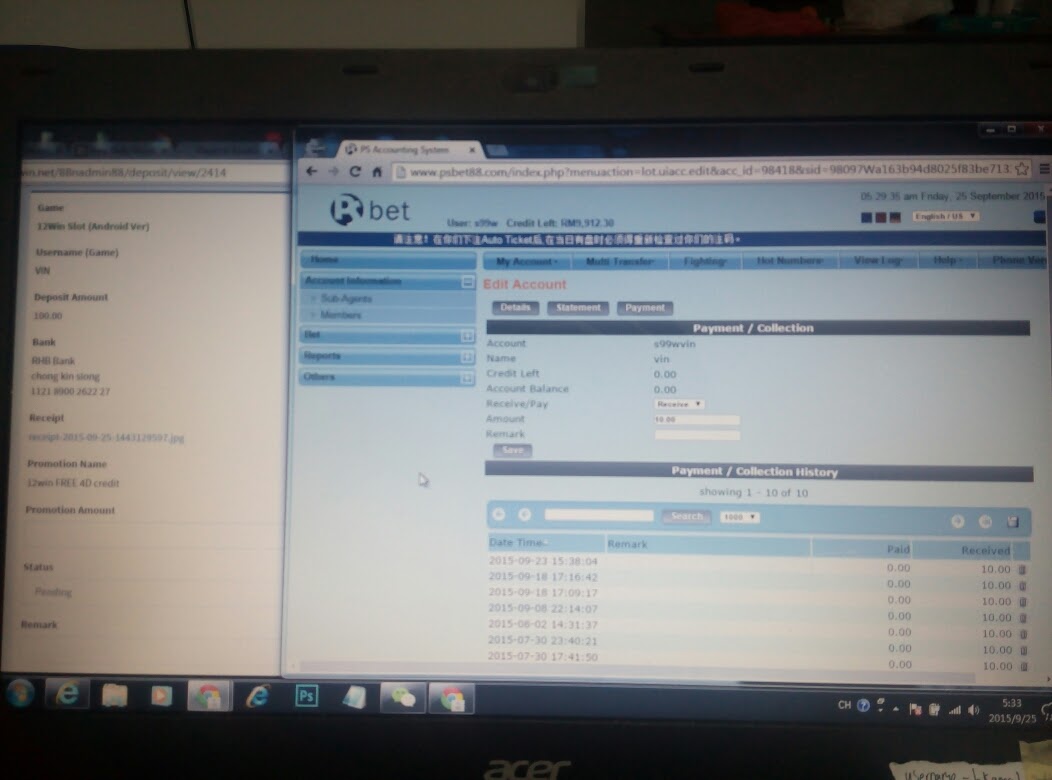 PS Accounting System
win.net/88nadmin88/deposit/view/2414
www.psbet88.com/index.php?menuaction=lot.uiacc.edit&acc_id=98418&sid=98097Wa163b94d8025f83be713
Game
12Win Slot (Android Ver)
Username (Game)
VIN
Deposit Amount
100.00
Bank
RHB Bank
chong kin siong
1121 8900 2622 27
Receipt
receipt-2015-09-25-1443129597.jpg
Promotion Name
12win FREE 4D credit
Promotion Amount
Status
Pending
Remark
05:29:35 am Friday, 25 September 2015
R bet
User: s99w Credit Left: RM9,912.30
English / US
请注意! 在你们下注Auto Ticket后,在当日有盘时必须得重新检查过你们的注码。
Home
My Account
Multi Transfer
Fighting
Hot Numbers
View Log
Help
Phone Ver
Account Information
Sub-Agents
Members
Bet
Reports
Others
Edit Account
Details Statement Payment
Payment / Collection
Account s99wvin
Name vin
Credit Left 0.00
Account Balance 0.00
Receive/Pay Receive
Amount 10.00
Remark
Save
Payment / Collection History
showing 1 - 10 of 10
Search 1000
Date Time Remark Paid Received
2015-09-23 15:38:04 0.00 10.00
2015-09-18 17:16:42 0.00 10.00
2015-09-18 17:09:17 0.00 10.00
2015-09-08 22:14:07 0.00 10.00
2015-08-02 14:31:37 0.00 10.00
2015-07-30 23:40:21 0.00 10.00
2015-07-30 17:41:50 0.00 10.00
Ps
CH
5:33
2015/9/25
acer
username